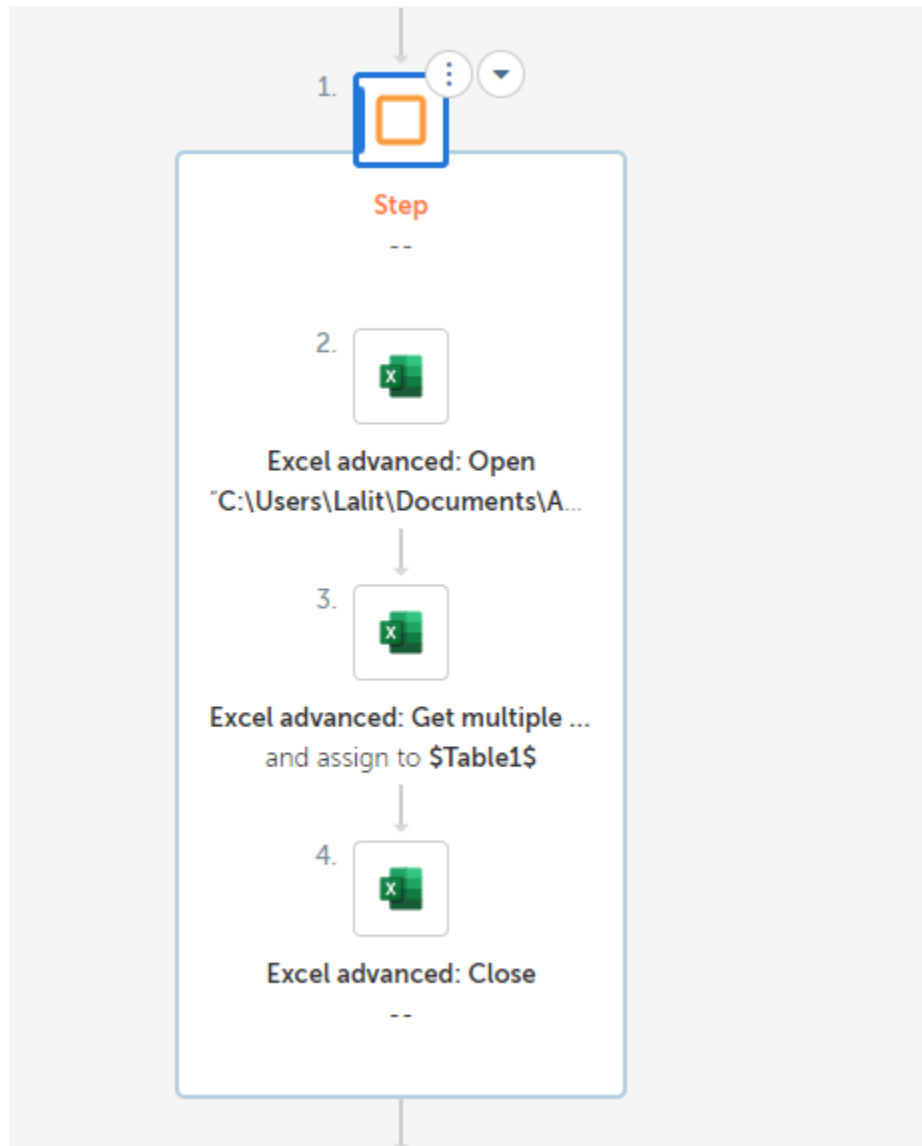 1.
Step
--
2.
Excel advanced: Open
"C:\Users\Lalit\Documents\A...
3.
Excel advanced: Get multiple ...
and assign to $Table1$
4.
Excel advanced: Close
--